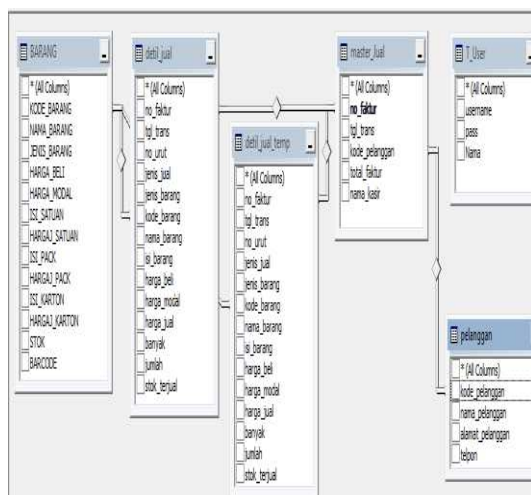 BARANG
* (All Columns)
KODE_BARANG
NAMA_BARANG
JENIS_BARANG
HARGA_BELI
HARGA_MODAL
ISI_SATUAN
HARGAJ_SATUAN
ISI_PACK
HARGAJ_PACK
ISI_KARTON
HARGAJ_KARTON
STOK
BARCODE
detil_jual
* (All Columns)
no_faktur
tgl_trans
no_urut
jenis_jual
jenis_barang
kode_barang
nama_barang
isi_barang
harga_beli
harga_modal
harga_jual
banyak
jumlah
stok_terjual
detil_jual_temp
* (All Columns)
no_faktur
tgl_trans
no_urut
jenis_jual
jenis_barang
kode_barang
nama_barang
isi_barang
harga_beli
harga_modal
harga_jual
banyak
jumlah
stok_terjual
master_Jual
* (All Columns)
no_faktur
tgl_trans
kode_pelanggan
total_faktur
nama_kasir
T_User
* (All Columns)
username
pass
Nama
pelanggan
* (All Columns)
kode_pelanggan
nama_pelanggan
alamat_pelanggan
telpon